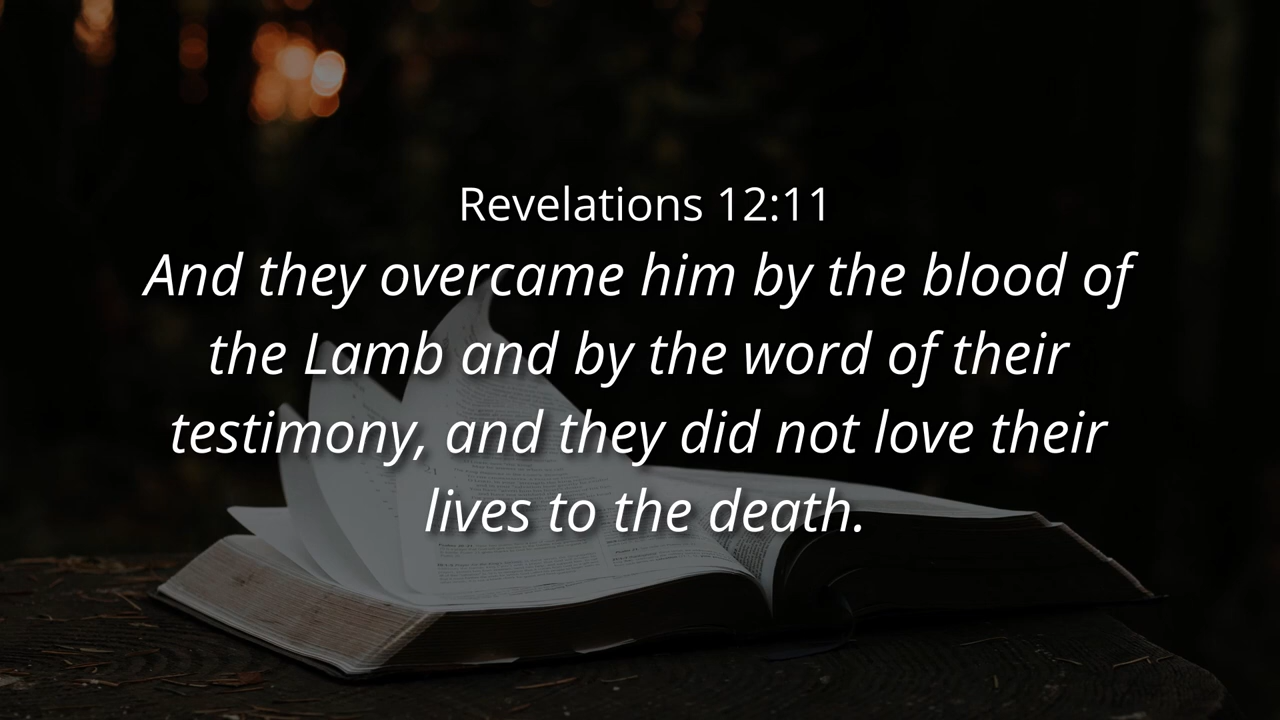 Revelations 12:11
And they overcame him by the blood of
the Lamb and by the word of their
testimony, and they did not love their
lives to the death.